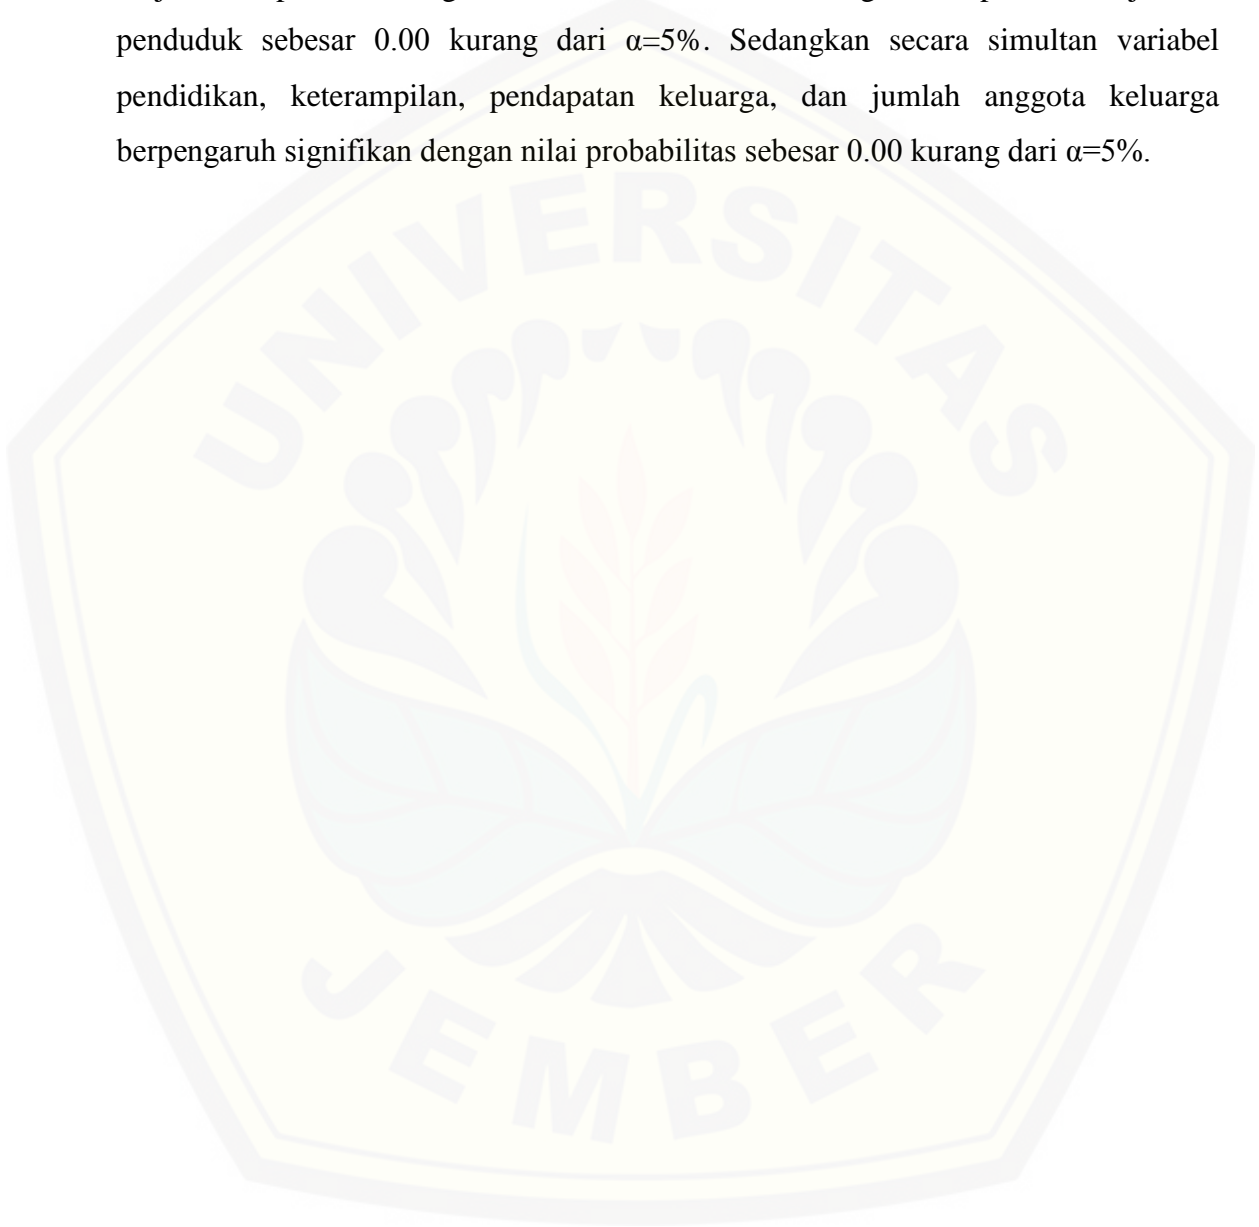 penduduk sebesar 0.00 kurang dari α=5%. Sedangkan secara simultan variabel
pendidikan, keterampilan, pendapatan keluarga, dan jumlah anggota keluarga
berpengaruh signifikan dengan nilai probabilitas sebesar 0.00 kurang dari α=5%.
UNIVERSITAS
JEMBER